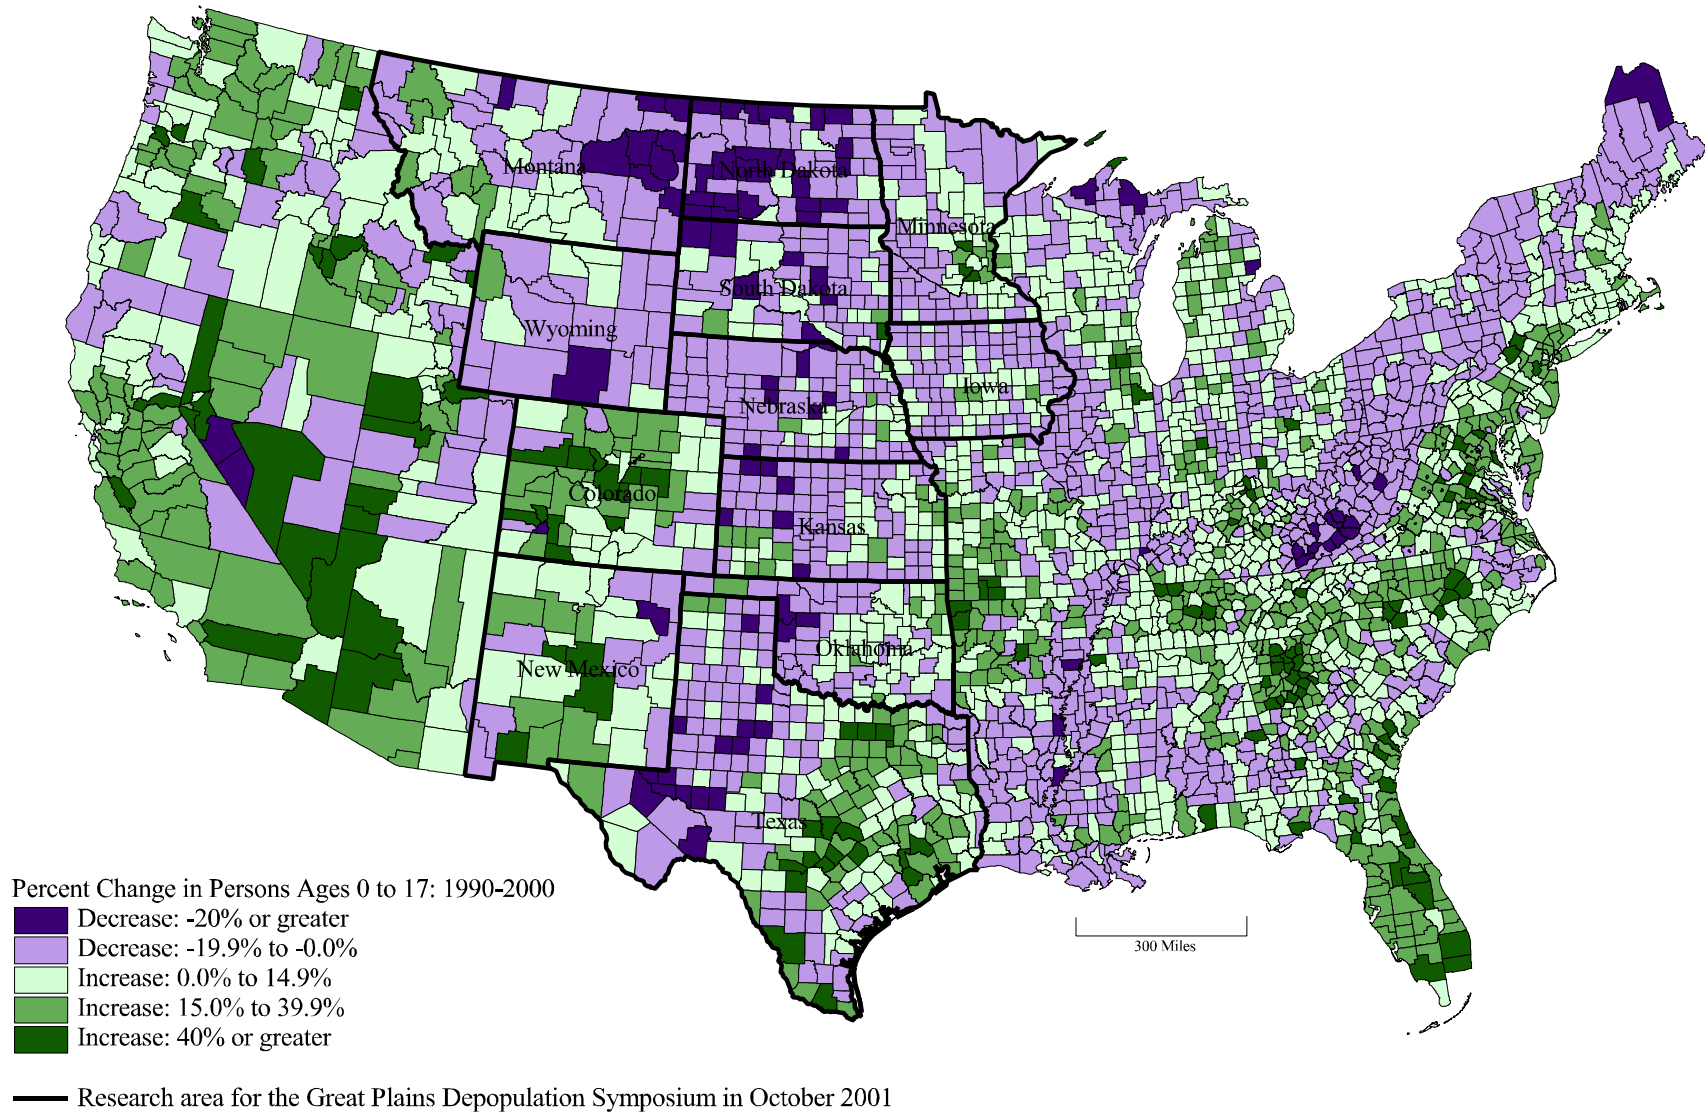 Montana
North Dakota
Minnesota
South Dakota
Wyoming
Iowa
Nebraska
Colorado
Kansas
Oklahoma
New Mexico
Texas
Percent Change in Persons Ages 0 to 17: 1990-2000
Decrease: -20% or greater
Decrease: -19.9% to -0.0%
Increase: 0.0% to 14.9%
Increase: 15.0% to 39.9%
Increase: 40% or greater
300 Miles
Research area for the Great Plains Depopulation Symposium in October 2001